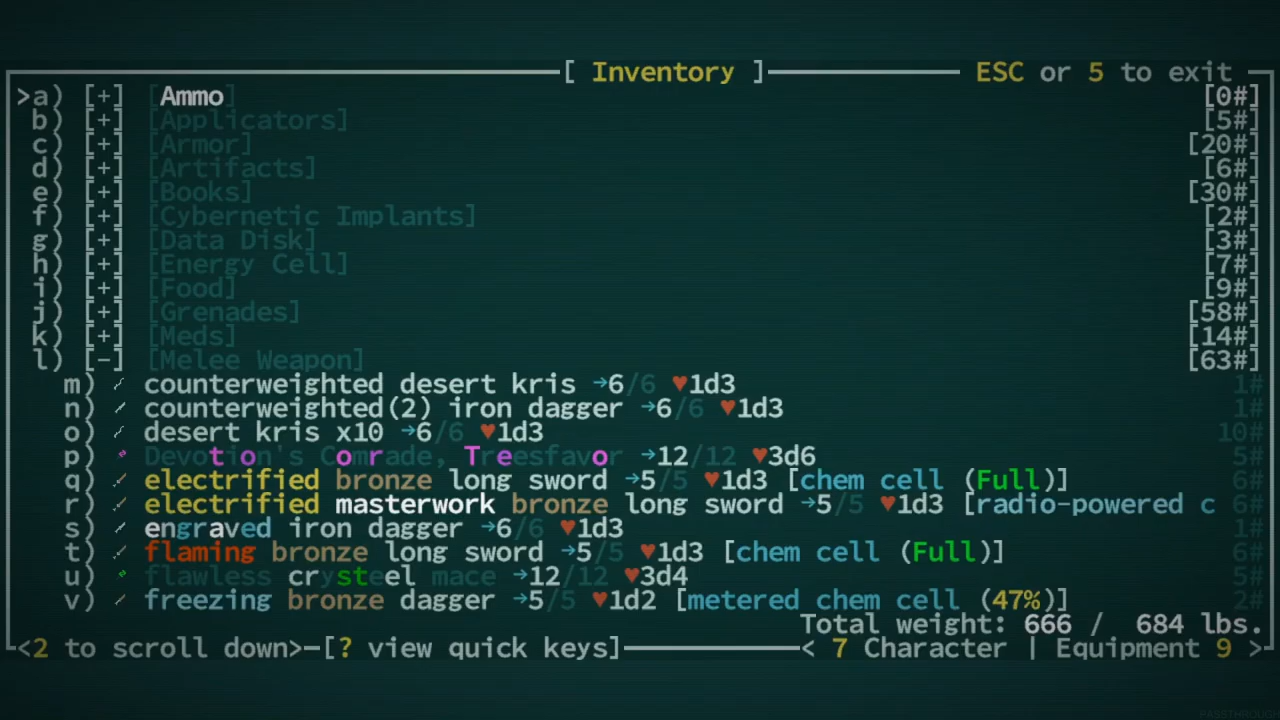 [ Inventory ] ESC or 5 to exit
>a) [+] [Ammo] [0#]
b) [+] [Applicators] [5#]
c) [+] [Armor] [20#]
d) [+] [Artifacts] [6#]
e) [+] [Books] [30#]
f) [+] [Cybernetic Implants] [2#]
g) [+] [Data Disk] [3#]
h) [+] [Energy Cell] [7#]
i) [+] [Food] [9#]
j) [+] [Grenades] [58#]
k) [+] [Meds] [14#]
l) [-] [Melee Weapon] [63#]
m) counterweighted desert kris →6/6 ♥1d3 1#
n) counterweighted(2) iron dagger →6/6 ♥1d3 1#
o) desert kris x10 →6/6 ♥1d3 10#
p) Devotion's Comrade, Treesfavor →12/12 ♥3d6 5#
q) electrified bronze long sword →5/5 ♥1d3 [chem cell (Full)] 6#
r) electrified masterwork bronze long sword →5/5 ♥1d3 [radio-powered c 6#
s) engraved iron dagger →6/6 ♥1d3 1#
t) flaming bronze long sword →5/5 ♥1d3 [chem cell (Full)] 6#
u) flawless crysteel mace →12/12 ♥3d4 5#
v) freezing bronze dagger →5/5 ♥1d2 [metered chem cell (47%)] 2#
Total weight: 666 / 684 lbs.
<2 to scroll down> [? view quick keys] < 7 Character | Equipment 9 >